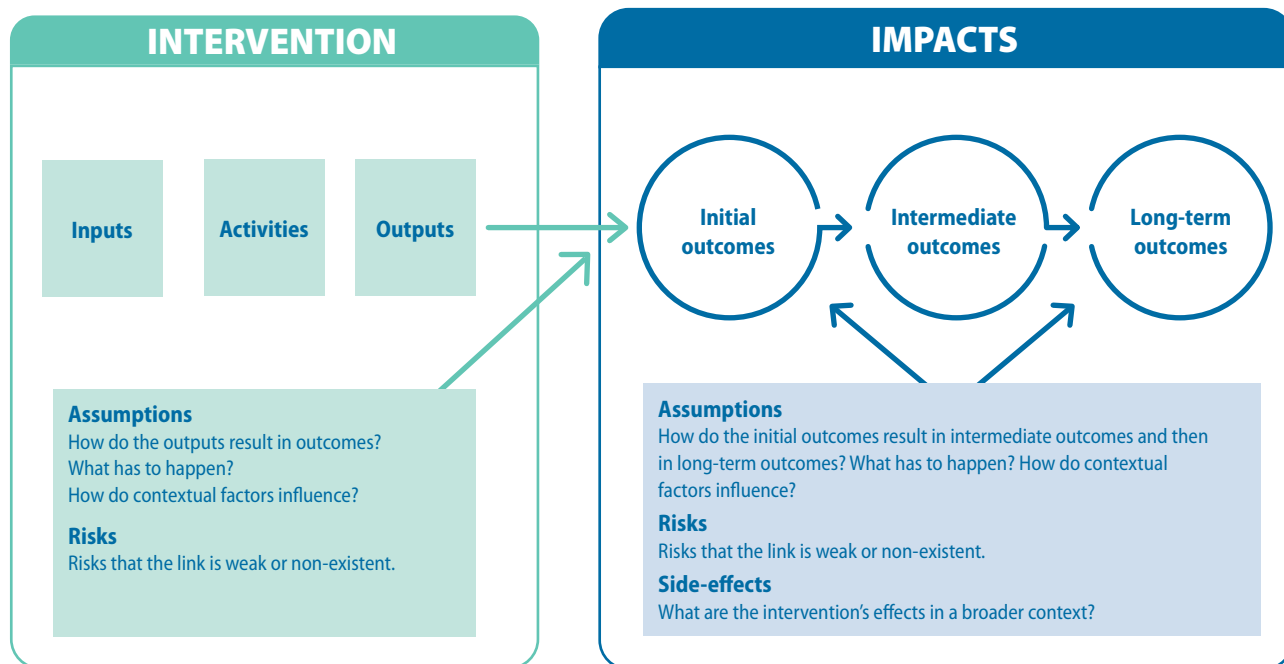 INTERVENTION
Inputs
Activities
Outputs
Assumptions
How do the outputs result in outcomes?
What has to happen?
How do contextual factors influence?
Risks
Risks that the link is weak or non-existent.
IMPACTS
Initial
outcomes
Intermediate
outcomes
Long-term
outcomes
Assumptions
How do the initial outcomes result in intermediate outcomes and then
in long-term outcomes? What has to happen? How do contextual
factors influence?
Risks
Risks that the link is weak or non-existent.
Side-effects
What are the intervention’s effects in a broader context?